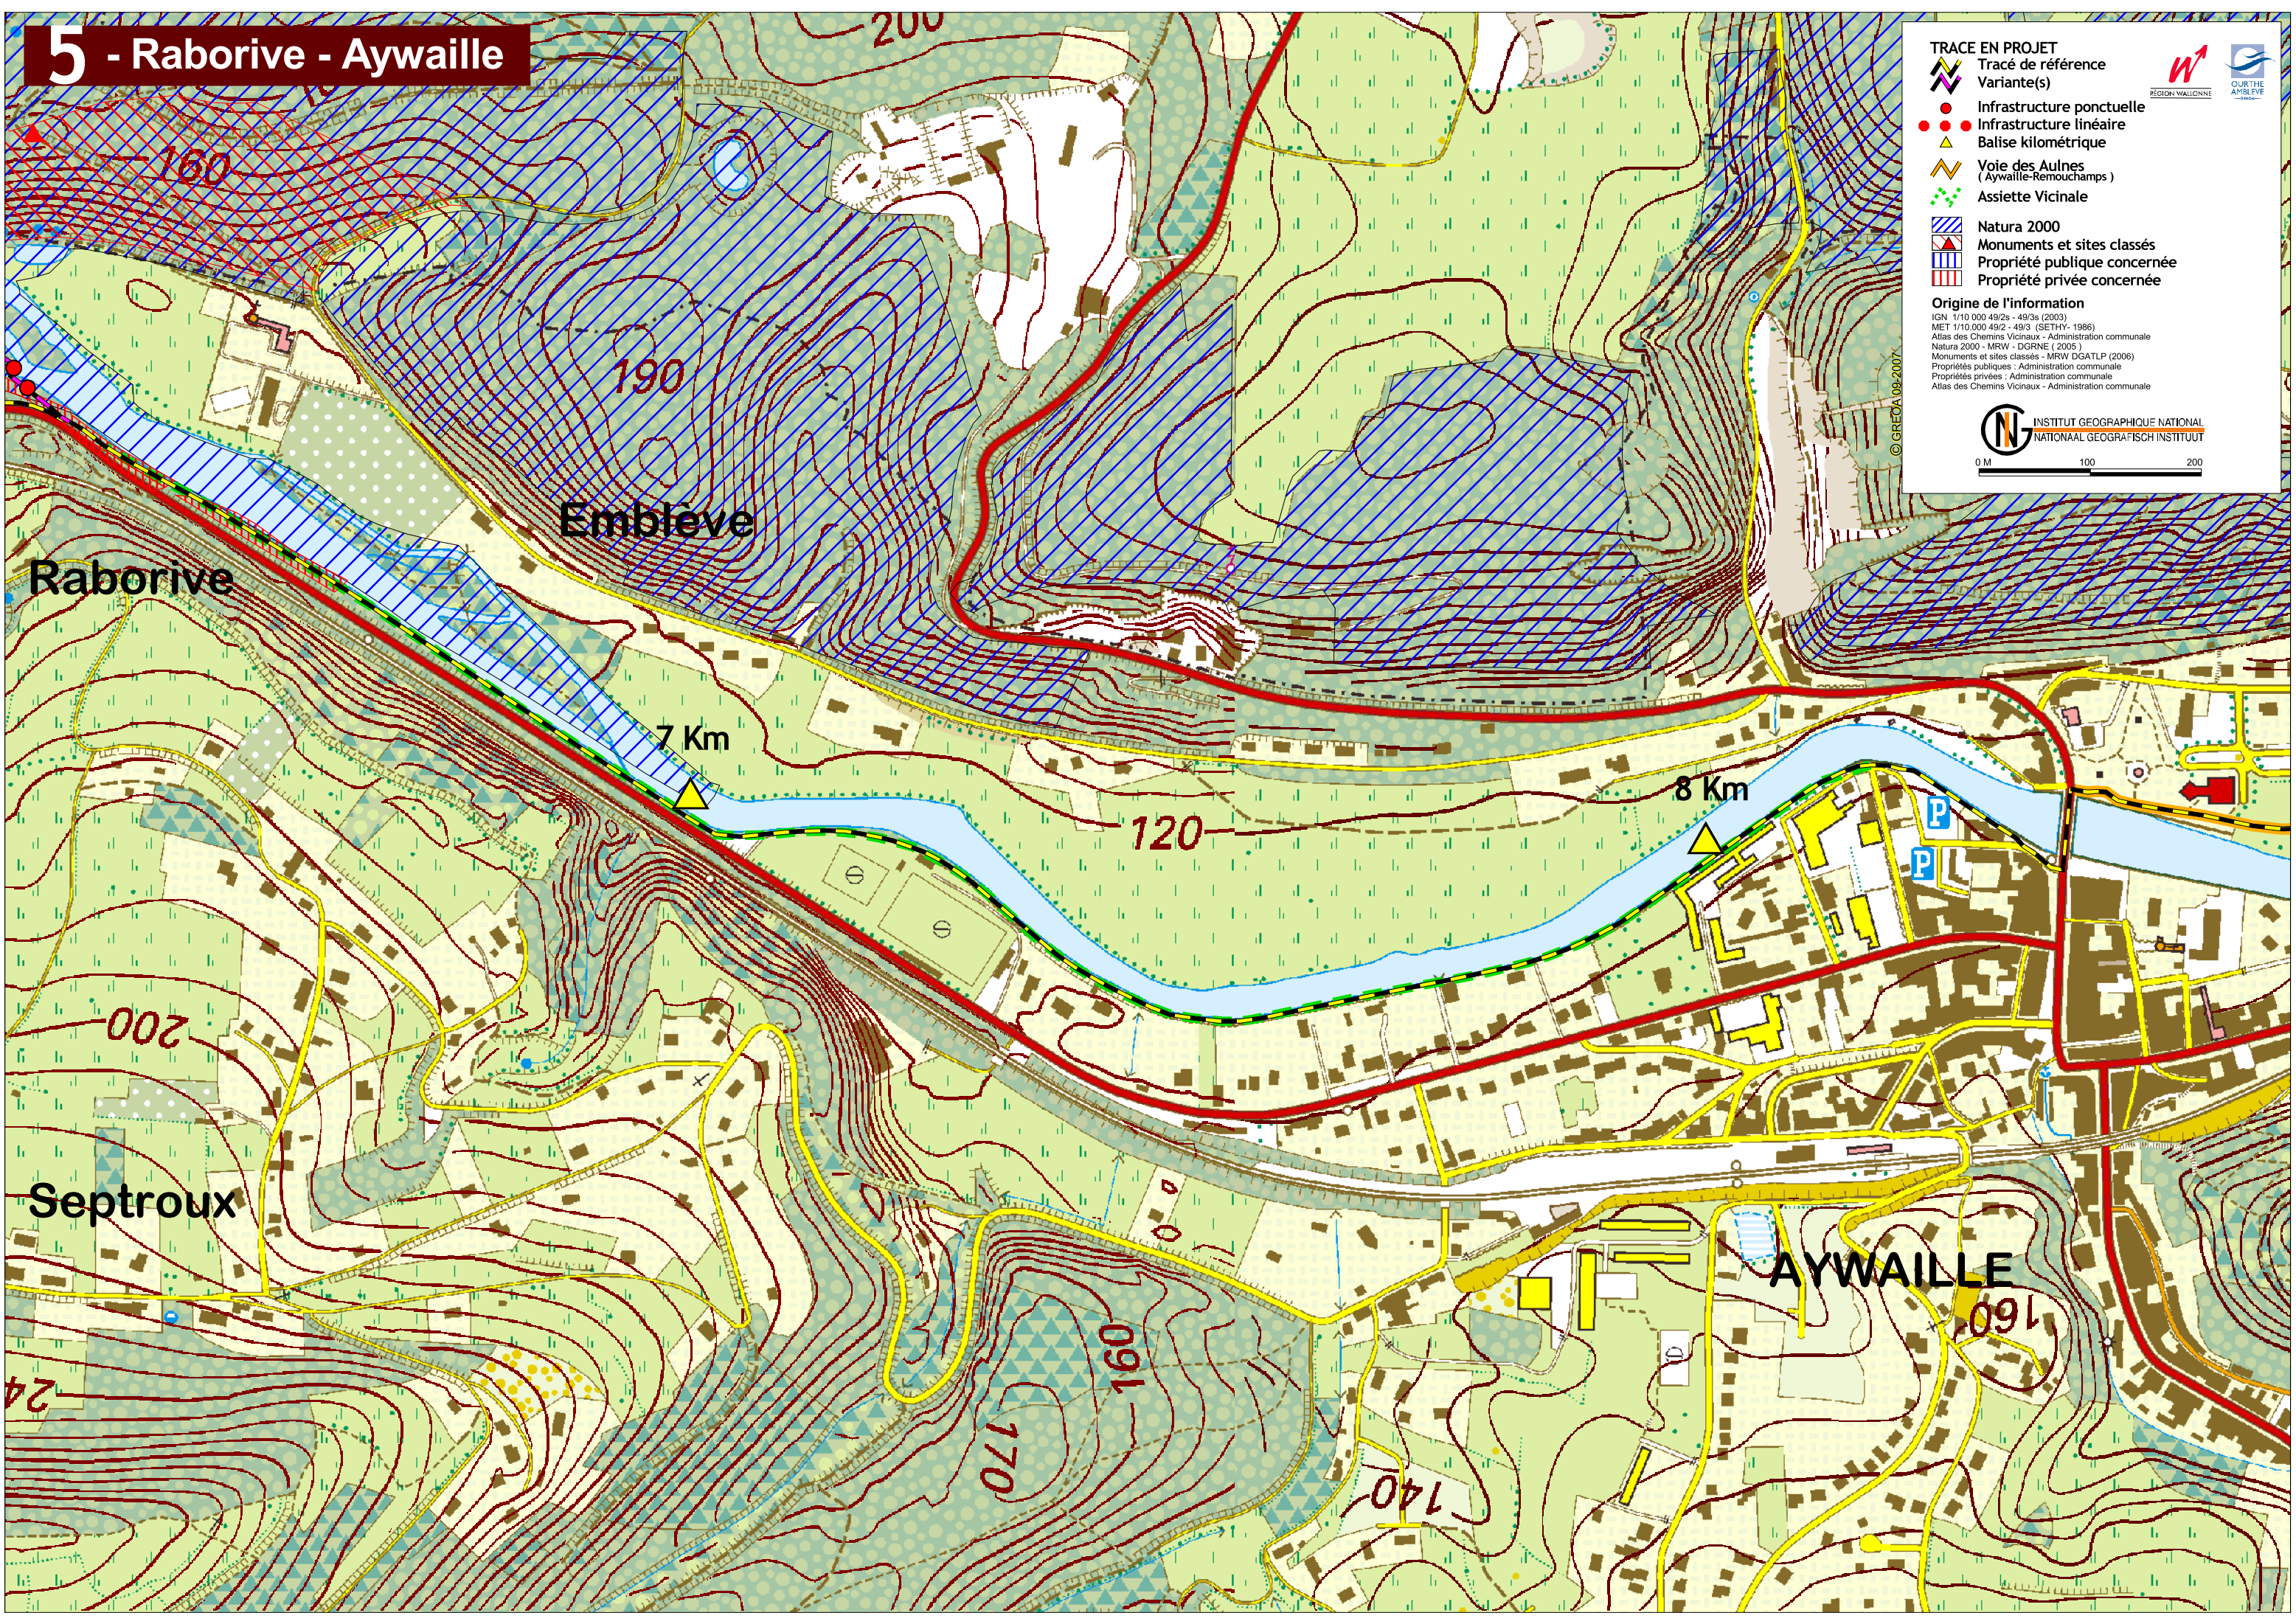 5 - Raborive - Aywaille
200
160
190
Emblève
Raborive
7 Km
120
8 Km
P
P
200
Septroux
24
AYWAILLE
160
160
170
140
TRACE EN PROJET
Tracé de référence
Variante(s)
Infrastructure ponctuelle
Infrastructure linéaire
Balise kilométrique
Voie des Aulnes
( Aywaille-Remouchamps )
Assiette Vicinale
Natura 2000
Monuments et sites classés
Propriété publique concernée
Propriété privée concernée
Origine de l'information
IGN 1/10 000 49/2s - 49/3s (2003)
MET 1/10.000 49/2 - 49/3 (SETHY- 1986)
Atlas des Chemins Vicinaux - Administration communale
Natura 2000 - MRW - DGRNE ( 2005 )
Monuments et sites classés - MRW DGATLP (2006)
Propriétés publiques : Administration communale
Propriétés privées : Administration communale
Atlas des Chemins Vicinaux - Administration communale
RÉGION WALLONNE
OURTHE
AMBLÈVE
INSTITUT GEOGRAPHIQUE NATIONAL
NATIONAAL GEOGRAFISCH INSTITUUT
0 M 100 200
© GREOA 09-2007